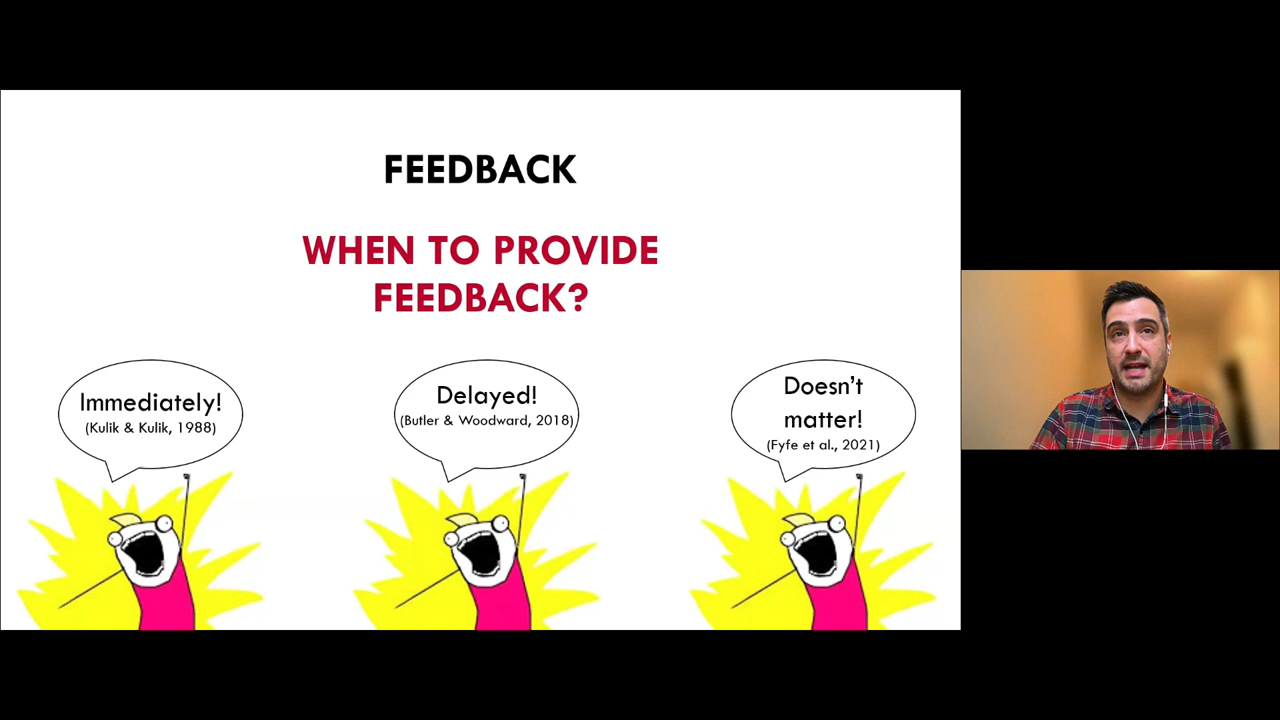 FEEDBACK
WHEN TO PROVIDE
FEEDBACK?
Immediately!
(Kulik & Kulik, 1988)
Delayed!
(Butler & Woodward, 2018)
Doesn't
matter!
(Fyfe et al., 2021)